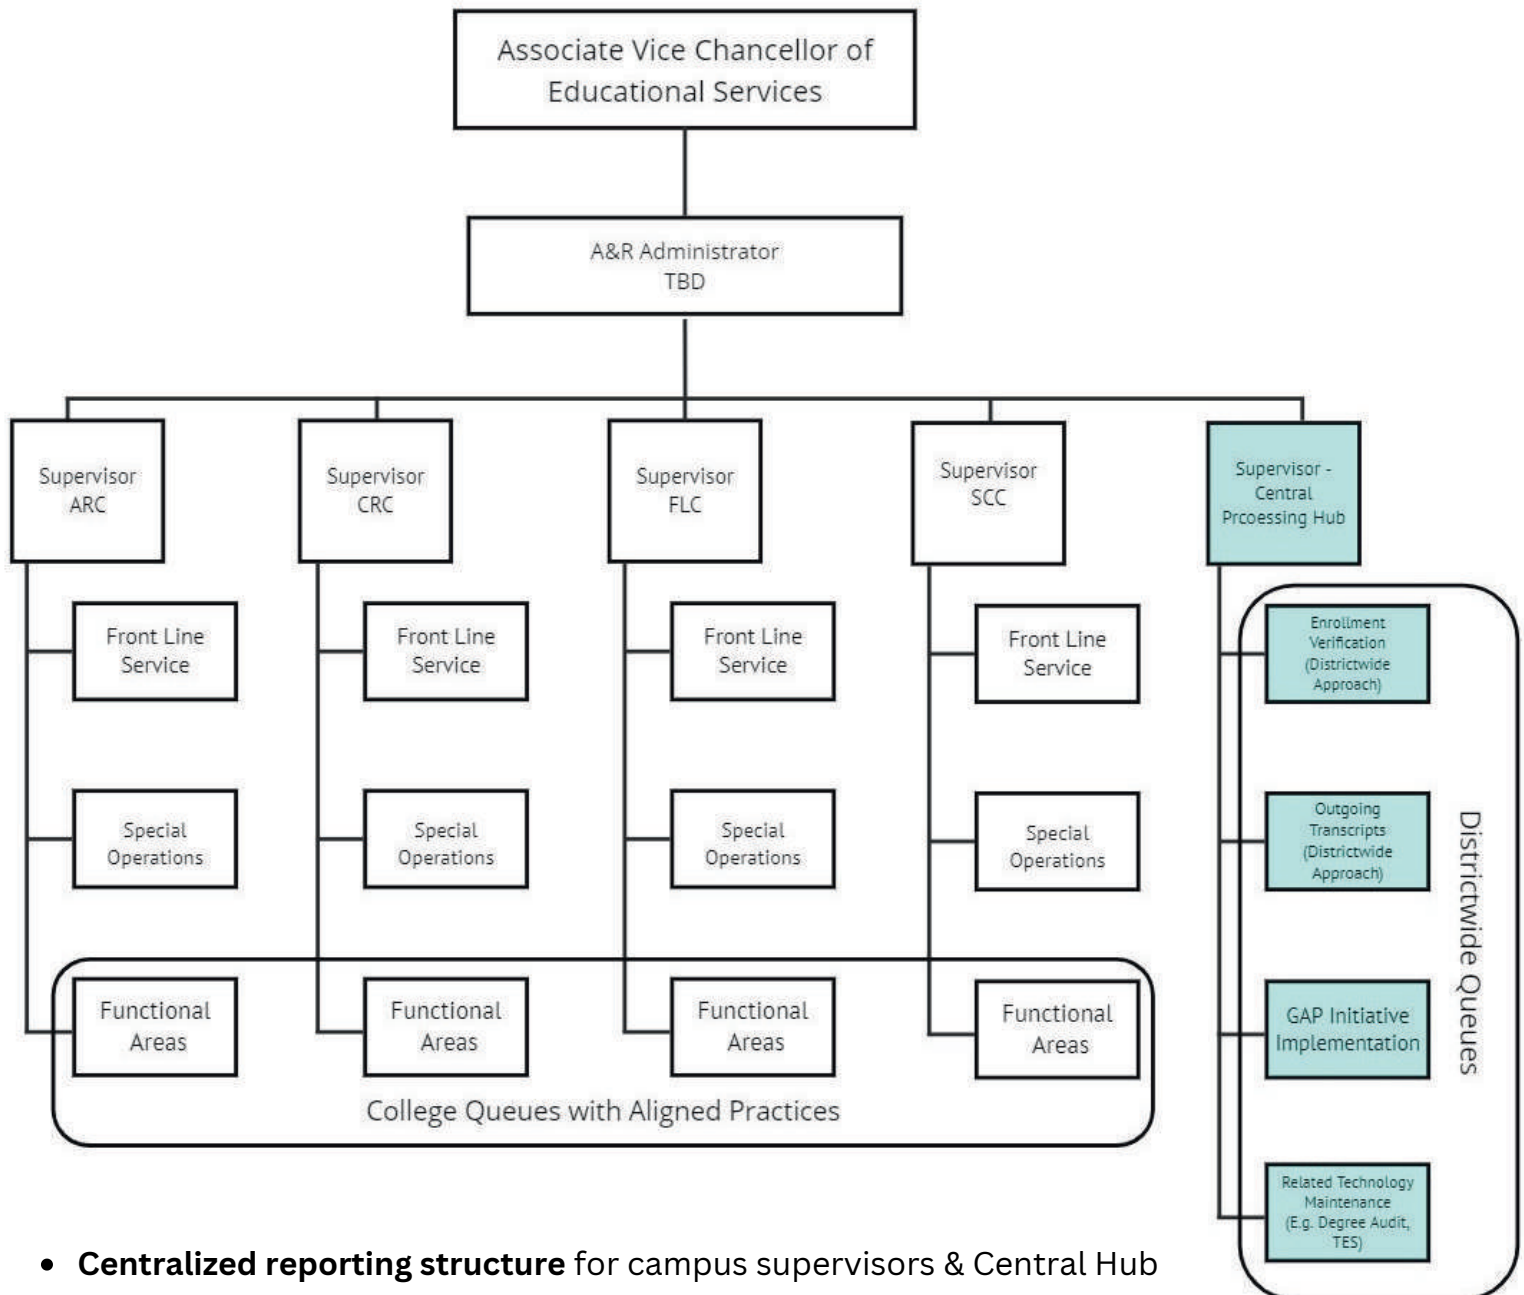 Associate Vice Chancellor of
Educational Services
A&R Administrator
TBD
Supervisor
ARC
Supervisor
CRC
Supervisor
FLC
Supervisor
SCC
Supervisor -
Central
Prcoessing Hub
Front Line
Service
Front Line
Service
Front Line
Service
Front Line
Service
Enrollment
Verification
(Districtwide
Approach)
Special
Operations
Special
Operations
Special
Operations
Special
Operations
Outgoing
Transcripts
(Districtwide
Approach)
Districtwide Queues
Functional
Areas
Functional
Areas
Functional
Areas
Functional
Areas
GAP Initiative
Implementation
College Queues with Aligned Practices
Related Technology
Maintenance
(E.g. Degree Audit,
TES)
• Centralized reporting structure for campus supervisors & Central Hub